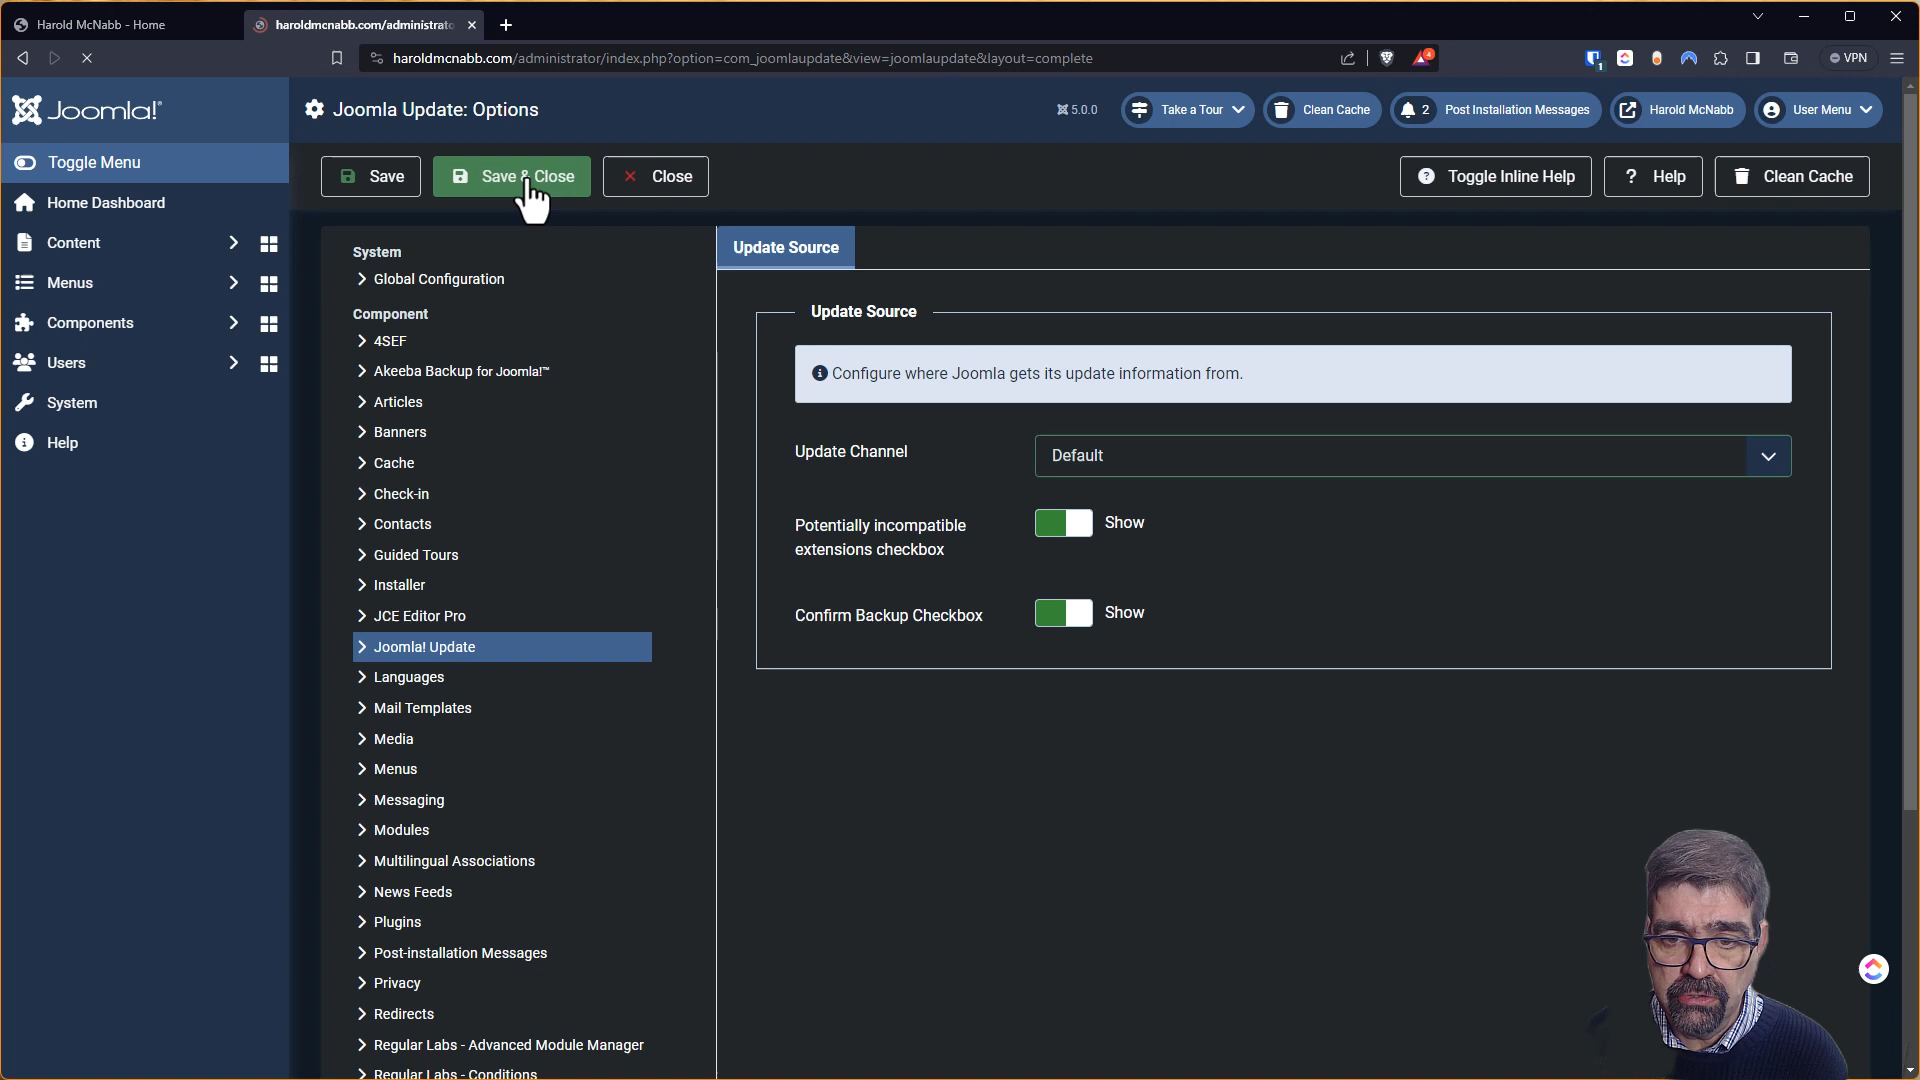 Harold McNabb - Home
haroldmcnabb.com/administrato
haroldmcnabb.com/administrator/index.php?option=com_joomlaupdate&view=joomlaupdate&layout=complete
4
1
VPN
Joomla!®
Joomla Update: Options
5.0.0
Take a Tour
Clean Cache
2
Post Installation Messages
Harold McNabb
User Menu
Toggle Menu
Home Dashboard
Content
Menus
Components
Users
System
Help
Save
Save & Close
Close
Toggle Inline Help
? Help
Clean Cache
System
Global Configuration
Component
4SEF
Akeeba Backup for Joomla!™
Articles
Banners
Cache
Check-in
Contacts
Guided Tours
Installer
JCE Editor Pro
Joomla! Update
Languages
Mail Templates
Media
Menus
Messaging
Modules
Multilingual Associations
News Feeds
Plugins
Post-installation Messages
Privacy
Redirects
Regular Labs - Advanced Module Manager
Regular Labs - Conditions
Update Source
Update Source
Configure where Joomla gets its update information from.
Update Channel
Default
Potentially incompatible
extensions checkbox
Show
Confirm Backup Checkbox
Show